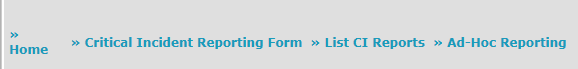 »
Home
» Critical Incident Reporting Form » List CI Reports » Ad-Hoc Reporting